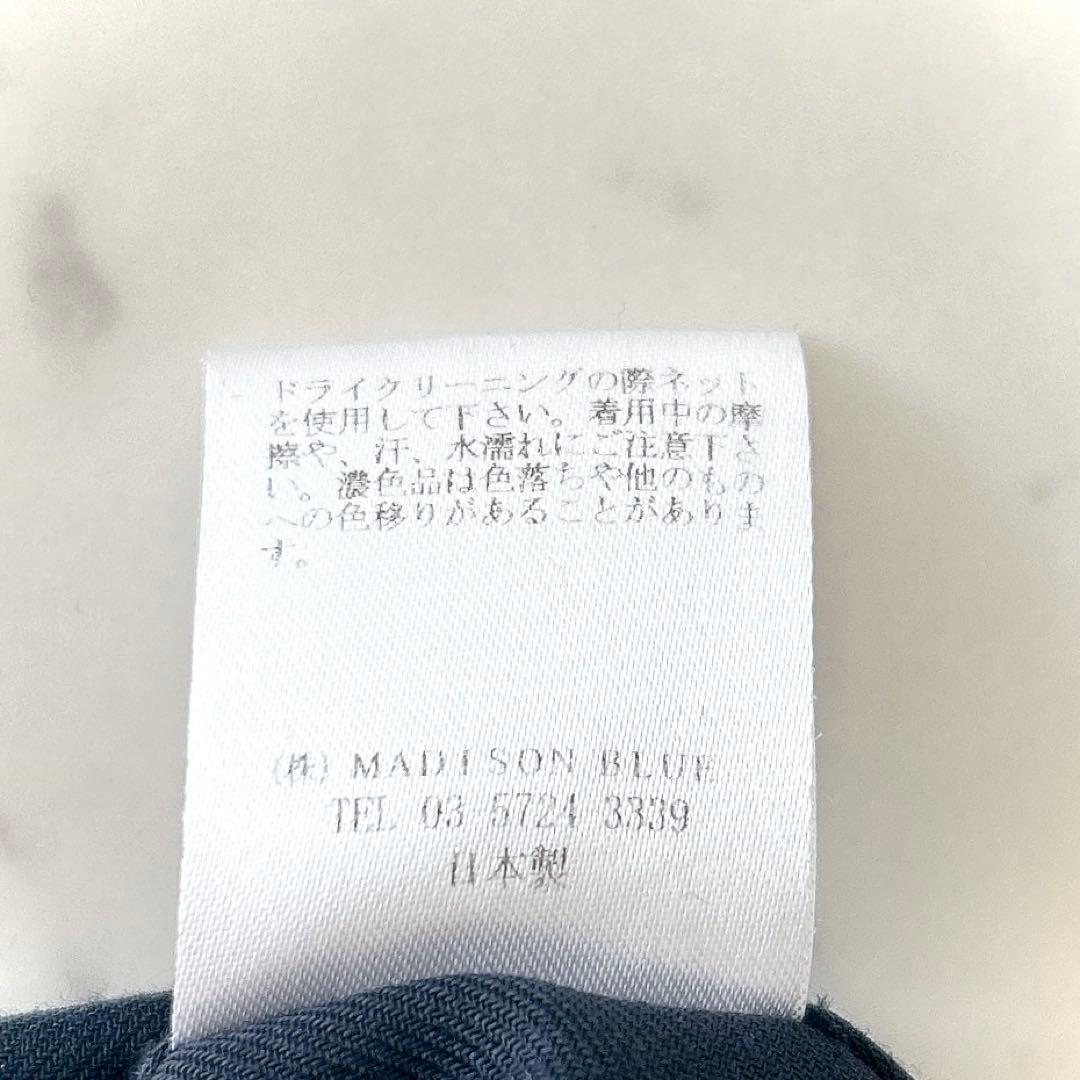 ドライクリーニングの際ネット
を使用して下さい。着用中の摩
擦や、汗、水濡れにご注意下さ
い。濃色品は色落ちや他のもの
への色移りがあることがありま
す。
(株) MADISON BLUE
TEL 03 5724 3339
日本製